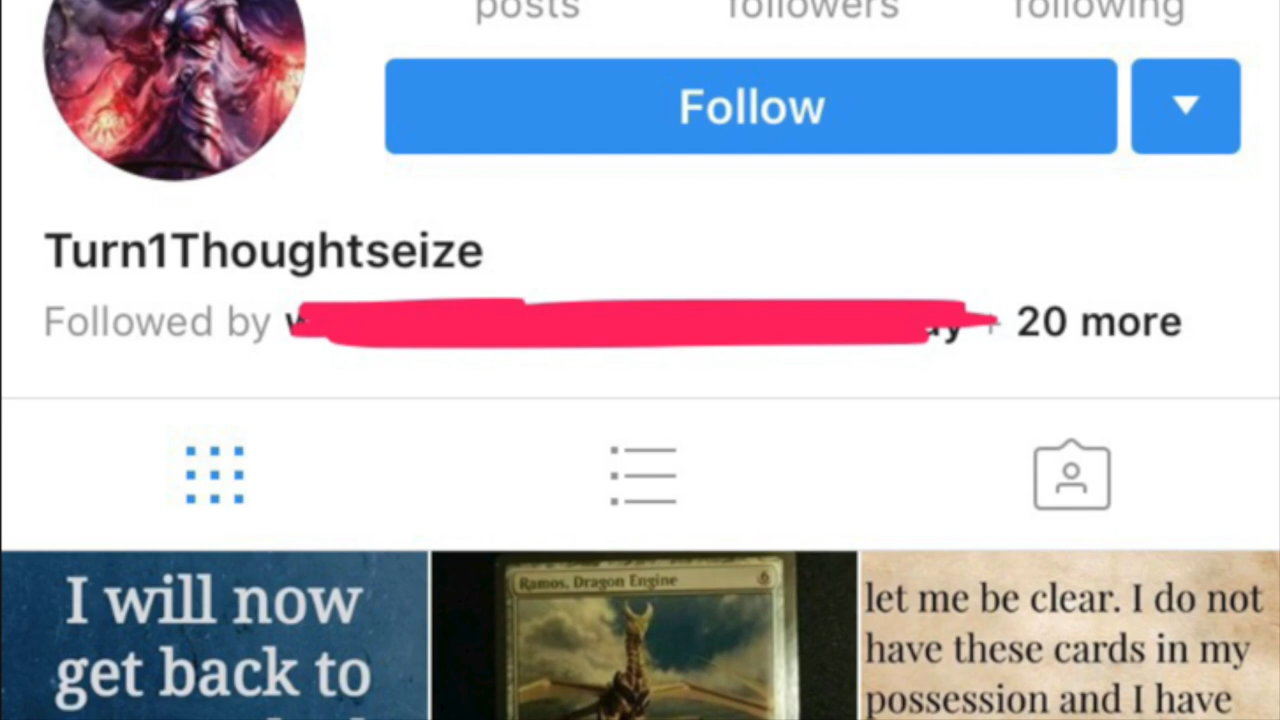 posts followers following
Follow
Turn1Thoughtseize
Followed by + 20 more
I will now
get back to
Ramos, Dragon Engine 6
let me be clear. I do not
have these cards in my
possession and I have